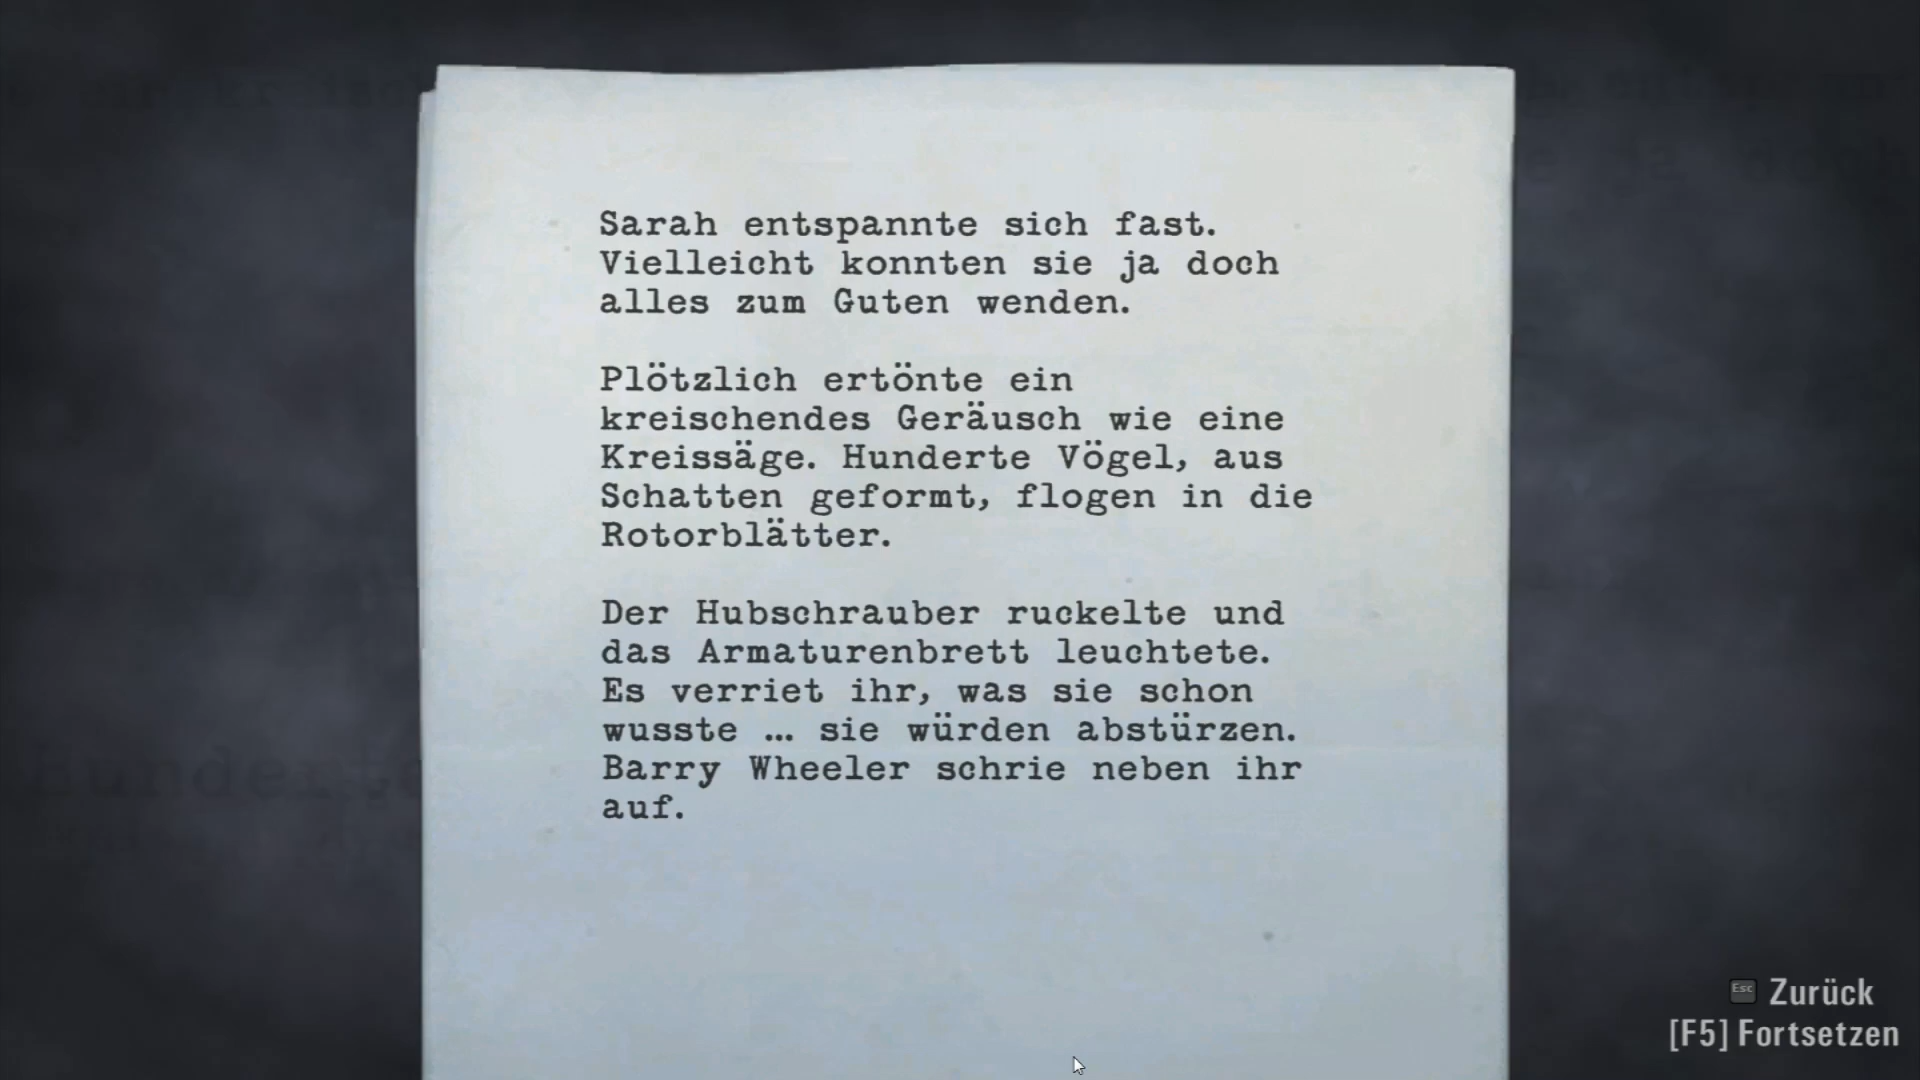 Sarah entspannte sich fast.
Vielleicht konnten sie ja doch
alles zum Guten wenden.
Plötzlich ertönte ein
kreischendes Geräusch wie eine
Kreissäge. Hunderte Vögel, aus
Schatten geformt, flogen in die
Rotorblätter.
Der Hubschrauber ruckelte und
das Armaturenbrett leuchtete.
Es verriet ihr, was sie schon
wusste … sie würden abstürzen.
Barry Wheeler schrie neben ihr
auf.
Esc Zurück
[F5] Fortsetzen